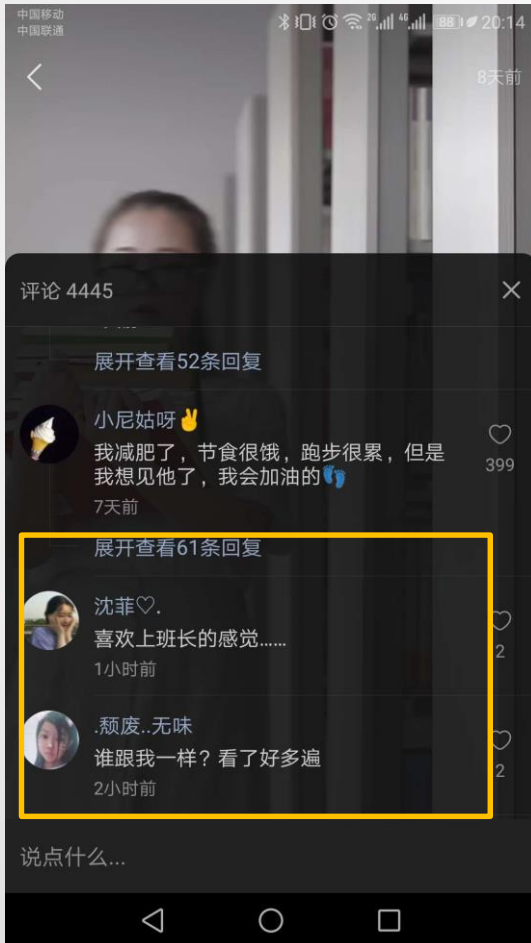 中国移动
中国联通
2G 4G 88 20:14
8天前
评论 4445
展开查看52条回复
小尼姑呀✌
我减肥了，节食很饿，跑步很累，但是
我想见他了，我会加油的👣
399
7天前
展开查看61条回复
沈菲♡.
喜欢上班长的感觉......
2
1小时前
.颓废..无味
谁跟我一样？看了好多遍
2
2小时前
说点什么...